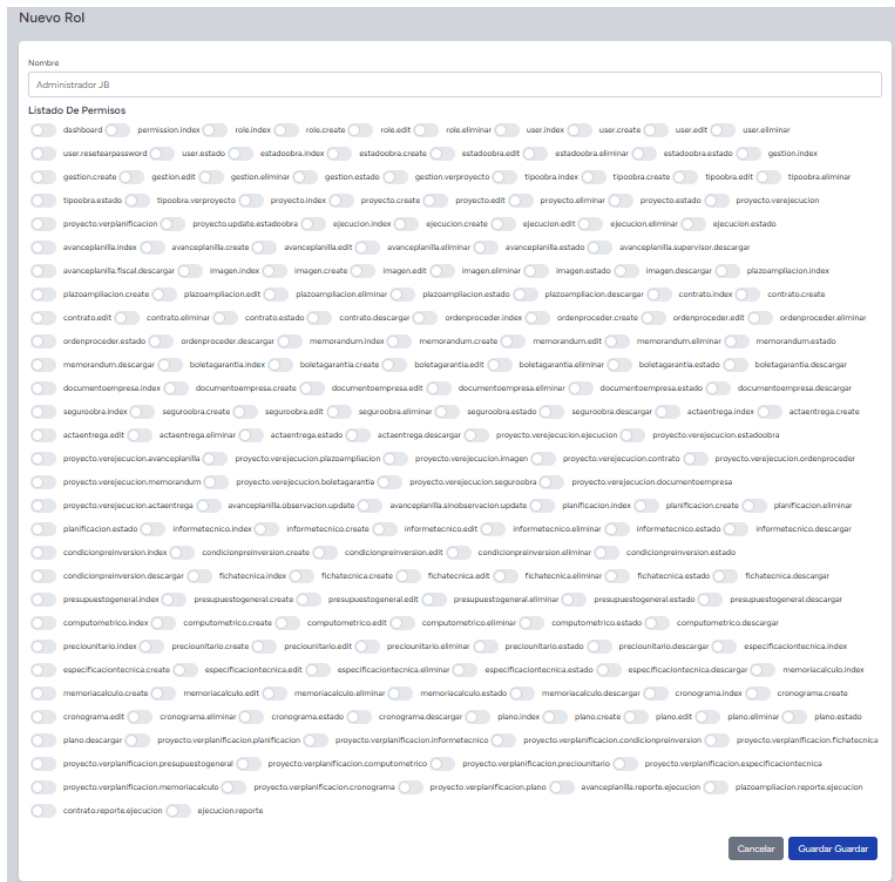 Nuevo Rol
Nombre
Administrador JB
Listado De Permisos
dashboard permission.index role.index role.create role.edit role.eliminar user.index user.create user.edit user.eliminar
user.resetearpassword user.estado estadoobra.index estadoobra.create estadoobra.edit estadoobra.eliminar estadoobra.estado gestion.index
gestion.create gestion.edit gestion.eliminar gestion.estado gestion.verproyecto tipoobra.index tipoobra.create tipoobra.edit tipoobra.eliminar
tipoobra.estado tipoobra.verproyecto proyecto.index proyecto.create proyecto.edit proyecto.eliminar proyecto.estado proyecto.verejecucion
proyecto.verplanificacion proyecto.update.estadoobra ejecucion.index ejecucion.create ejecucion.edit ejecucion.eliminar ejecucion.estado
avanceplanilla.index avanceplanilla.create avanceplanilla.edit avanceplanilla.eliminar avanceplanilla.estado avanceplanilla.supervisor.descargar
avanceplanilla.fiscal.descargar imagen.index imagen.create imagen.edit imagen.eliminar imagen.estado imagen.descargar plazoampliacion.index
plazoampliacion.create plazoampliacion.edit plazoampliacion.eliminar plazoampliacion.estado plazoampliacion.descargar contrato.index contrato.create
contrato.edit contrato.eliminar contrato.estado contrato.descargar ordenproceder.index ordenproceder.create ordenproceder.edit ordenproceder.eliminar
ordenproceder.estado ordenproceder.descargar memorandum.index memorandum.create memorandum.edit memorandum.eliminar memorandum.estado
memorandum.descargar boletagarantia.index boletagarantia.create boletagarantia.edit boletagarantia.eliminar boletagarantia.estado boletagarantia.descargar
documentoempresa.index documentoempresa.create documentoempresa.edit documentoempresa.eliminar documentoempresa.estado documentoempresa.descargar
seguroobra.index seguroobra.create seguroobra.edit seguroobra.eliminar seguroobra.estado seguroobra.descargar actaentrega.index actaentrega.create
actaentrega.edit actaentrega.eliminar actaentrega.estado actaentrega.descargar proyecto.verejecucion.ejecucion proyecto.verejecucion.estadoobra
proyecto.verejecucion.avanceplanilla proyecto.verejecucion.plazoampliacion proyecto.verejecucion.imagen proyecto.verejecucion.contrato proyecto.verejecucion.ordenproceder
proyecto.verejecucion.memorandum proyecto.verejecucion.boletagarantia proyecto.verejecucion.seguroobra proyecto.verejecucion.documentoempresa
proyecto.verejecucion.actaentrega avanceplanilla.observacion.update avanceplanilla.sinobservacion.update planificacion.index planificacion.create planificacion.eliminar
planificacion.estado informetecnico.index informetecnico.create informetecnico.edit informetecnico.eliminar informetecnico.estado informetecnico.descargar
condicionpreinversion.index condicionpreinversion.create condicionpreinversion.edit condicionpreinversion.eliminar condicionpreinversion.estado
condicionpreinversion.descargar fichatecnica.index fichatecnica.create fichatecnica.edit fichatecnica.eliminar fichatecnica.estado fichatecnica.descargar
presupuestogeneral.index presupuestogeneral.create presupuestogeneral.edit presupuestogeneral.eliminar presupuestogeneral.estado presupuestogeneral.descargar
computometrico.index computometrico.create computometrico.edit computometrico.eliminar computometrico.estado computometrico.descargar
preciounitario.index preciounitario.create preciounitario.edit preciounitario.eliminar preciounitario.estado preciounitario.descargar especificaciontecnica.index
especificaciontecnica.create especificaciontecnica.edit especificaciontecnica.eliminar especificaciontecnica.estado especificaciontecnica.descargar memoriacalculo.index
memoriacalculo.create memoriacalculo.edit memoriacalculo.eliminar memoriacalculo.estado memoriacalculo.descargar cronograma.index cronograma.create
cronograma.edit cronograma.eliminar cronograma.estado cronograma.descargar plano.index plano.create plano.edit plano.eliminar plano.estado
plano.descargar proyecto.verplanificacion.planificacion proyecto.verplanificacion.informetecnico proyecto.verplanificacion.condicionpreinversion proyecto.verplanificacion.fichatecnica
proyecto.verplanificacion.presupuestogeneral proyecto.verplanificacion.computometrico proyecto.verplanificacion.preciounitario proyecto.verplanificacion.especificaciontecnica
proyecto.verplanificacion.memoriacalculo proyecto.verplanificacion.cronograma proyecto.verplanificacion.plano avanceplanilla.reporte.ejecucion plazoampliacion.reporte.ejecucion
contrato.reporte.ejecucion ejecucion.reporte
Cancelar Guardar Guardar